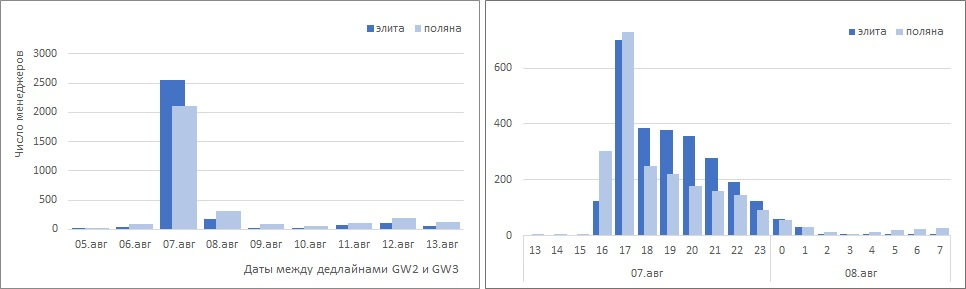 элита поляна
Число менеджеров
3000
2500
2000
1500
1000
500
0
05.авг 06.авг 07.авг 08.авг 09.авг 10.авг 11.авг 12.авг 13.авг
Даты между дедлайнами GW2 и GW3
элита поляна
600
400
200
0
13 14 15 16 17 18 19 20 21 22 23 0 1 2 3 4 5 6 7
07.авг 08.авг